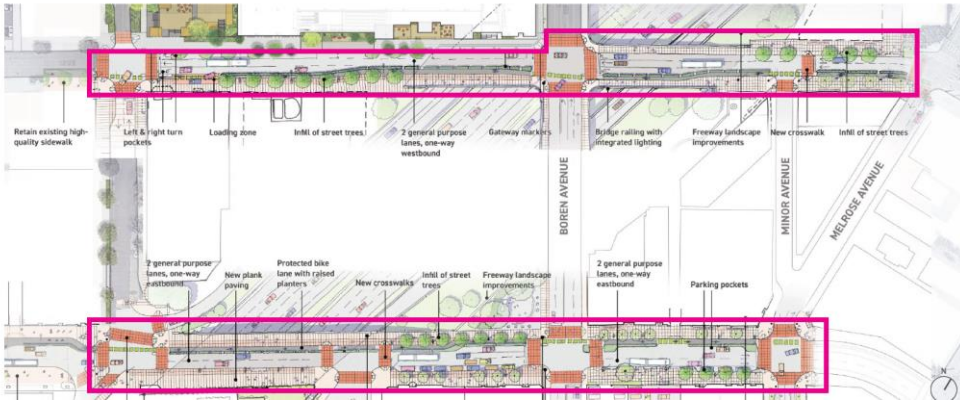 Retain existing high-
quality sidewalk
Left & right turn
pockets
Loading zone
Infill of street trees
2 general purpose
lanes, one-way
westbound
Gateway markers
Bridge railing with
integrated lighting
Freeway landscape
improvements
New crosswalk
Infill of street trees
BOREN AVENUE
MINOR AVENUE
MELROSE AVENUE
2 general purpose
lanes, one-way
eastbound
New plank
paving
Protected bike
lane with raised
planters
New crosswalks
Infill of street
trees
Freeway landscape
improvements
2 general purpose
lanes, one-way
eastbound
Parking pockets
N